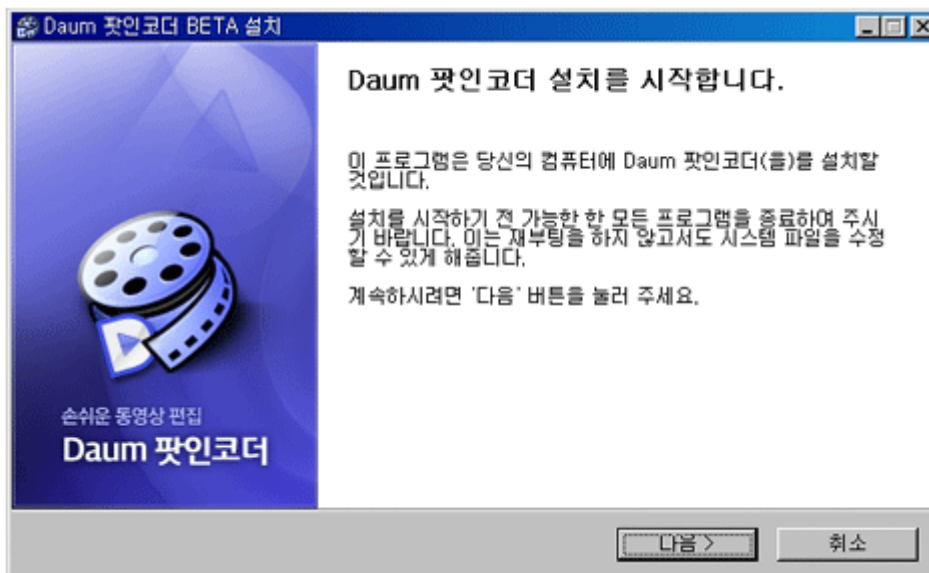 Daum 팟인코더 BETA 설치
Daum 팟인코더 설치를 시작합니다.
이 프로그램은 당신의 컴퓨터에 Daum 팟인코더(을)를 설치할
것입니다.
설치를 시작하기 전 가능한 한 모든 프로그램을 종료하여 주시
기 바랍니다. 이는 재부팅을 하지 않고서도 시스템 파일을 수정
할 수 있게 해줍니다.
계속하시려면 '다음' 버튼을 눌러 주세요.
손쉬운 동영상 편집
Daum 팟인코더
다음 >
취소